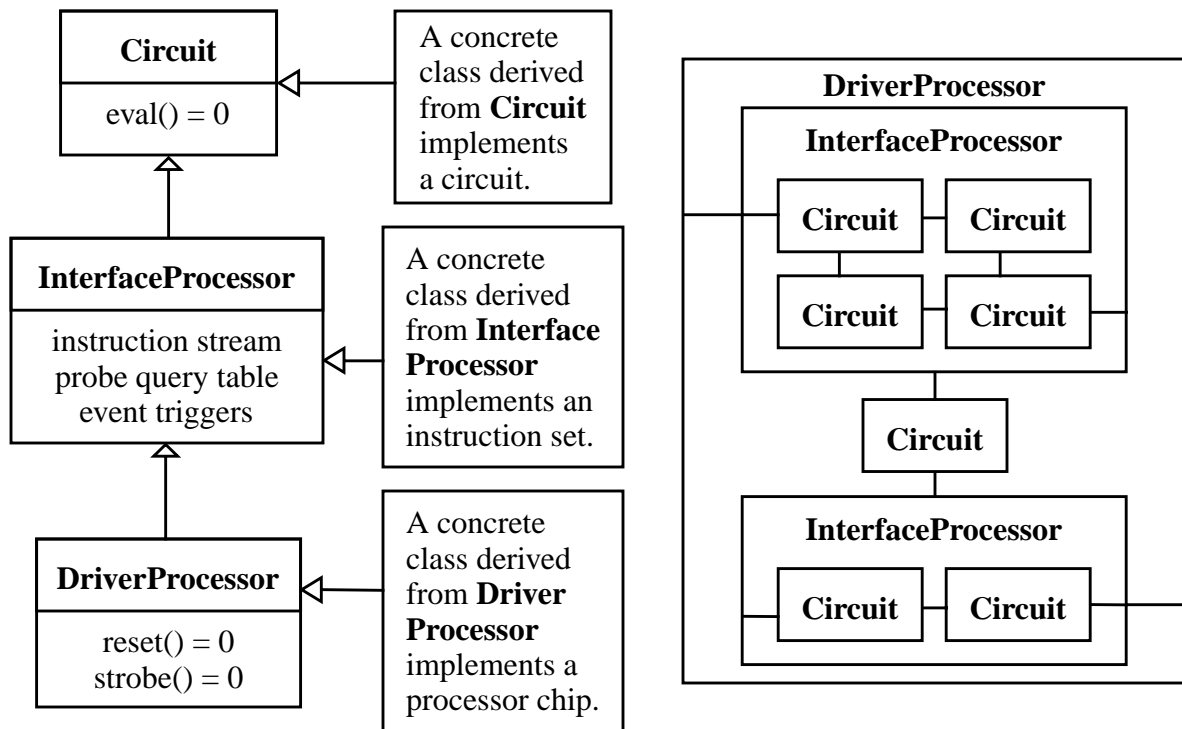 Circuit
eval() = 0
A concrete
class derived
from Circuit
implements
a circuit.
InterfaceProcessor
instruction stream
probe query table
event triggers
A concrete
class derived
from Interface
Processor
implements an
instruction set.
DriverProcessor
reset() = 0
strobe() = 0
A concrete
class derived
from Driver
Processor
implements a
processor chip.
DriverProcessor
InterfaceProcessor
Circuit Circuit
Circuit Circuit
Circuit
InterfaceProcessor
Circuit Circuit